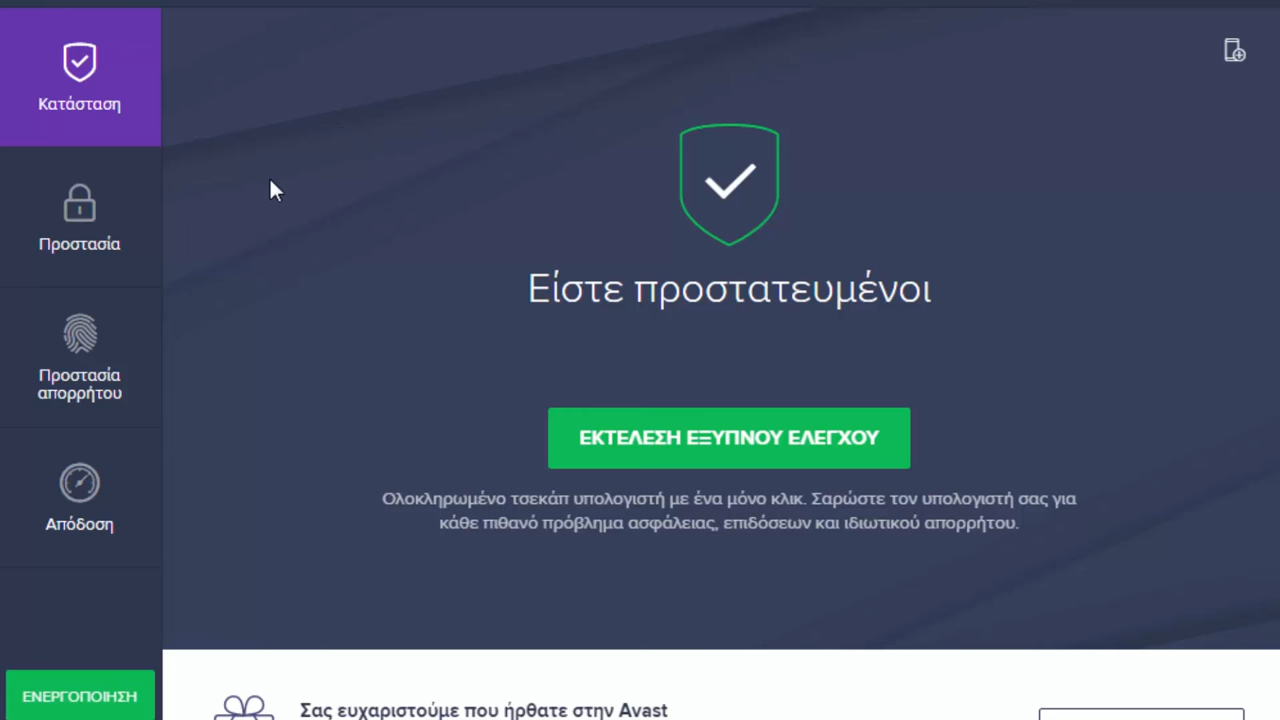 Κατάσταση
Προστασία
Προστασία
απορρήτου
Απόδοση
ΕΝΕΡΓΟΠΟΙΗΣΗ
Είστε προστατευμένοι
ΕΚΤΕΛΕΣΗ ΕΞΥΠΝΟΥ ΕΛΕΓΧΟΥ
Ολοκληρωμένο τσεκάπ υπολογιστή με ένα μόνο κλικ. Σαρώστε τον υπολογιστή σας για
κάθε πιθανό πρόβλημα ασφάλειας, επιδόσεων και ιδιωτικού απορρήτου.
Σας ευχαριστούμε που ήρθατε στην Avast